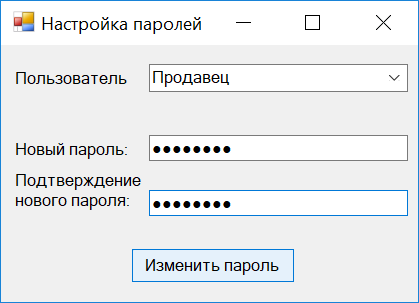 Настройка паролей
Пользователь
Продавец
Новый пароль:
●●●●●●●●
Подтверждение
нового пароля:
●●●●●●●●
Изменить пароль